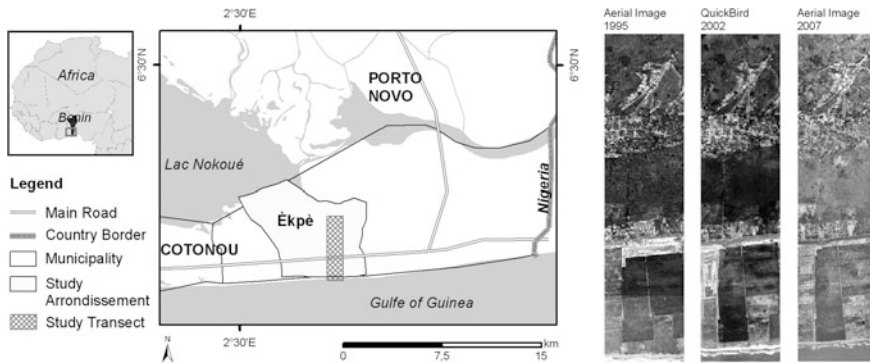 Africa
Benin
Legend
Main Road
Country Border
Municipality
Study
Arrondissement
Study Transect
2°30'E
6°30'N
PORTO
NOVO
Lac Nokoué
Èkpè
COTONOU
Nigeria
Gulfe of Guinea
6°30'N
2°30'E
N
km
0 7,5 15
Aerial Image
1995
QuickBird
2002
Aerial Image
2007